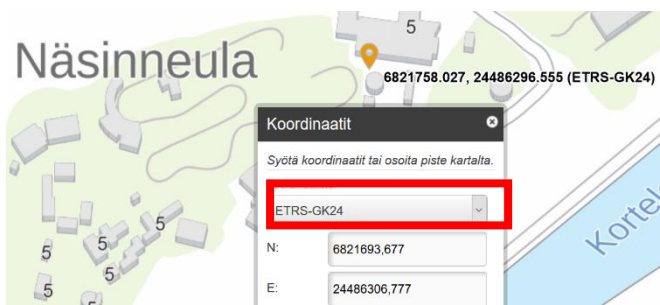 5
Näsinneula
6821758.027, 24486296.555 (ETRS-GK24)
Koordinaatit
Syötä koordinaatit tai osoita piste kartalta.
ETRS-GK24
N: 6821693,677
E: 24486306,777
5
5
5
5
5
Kortel